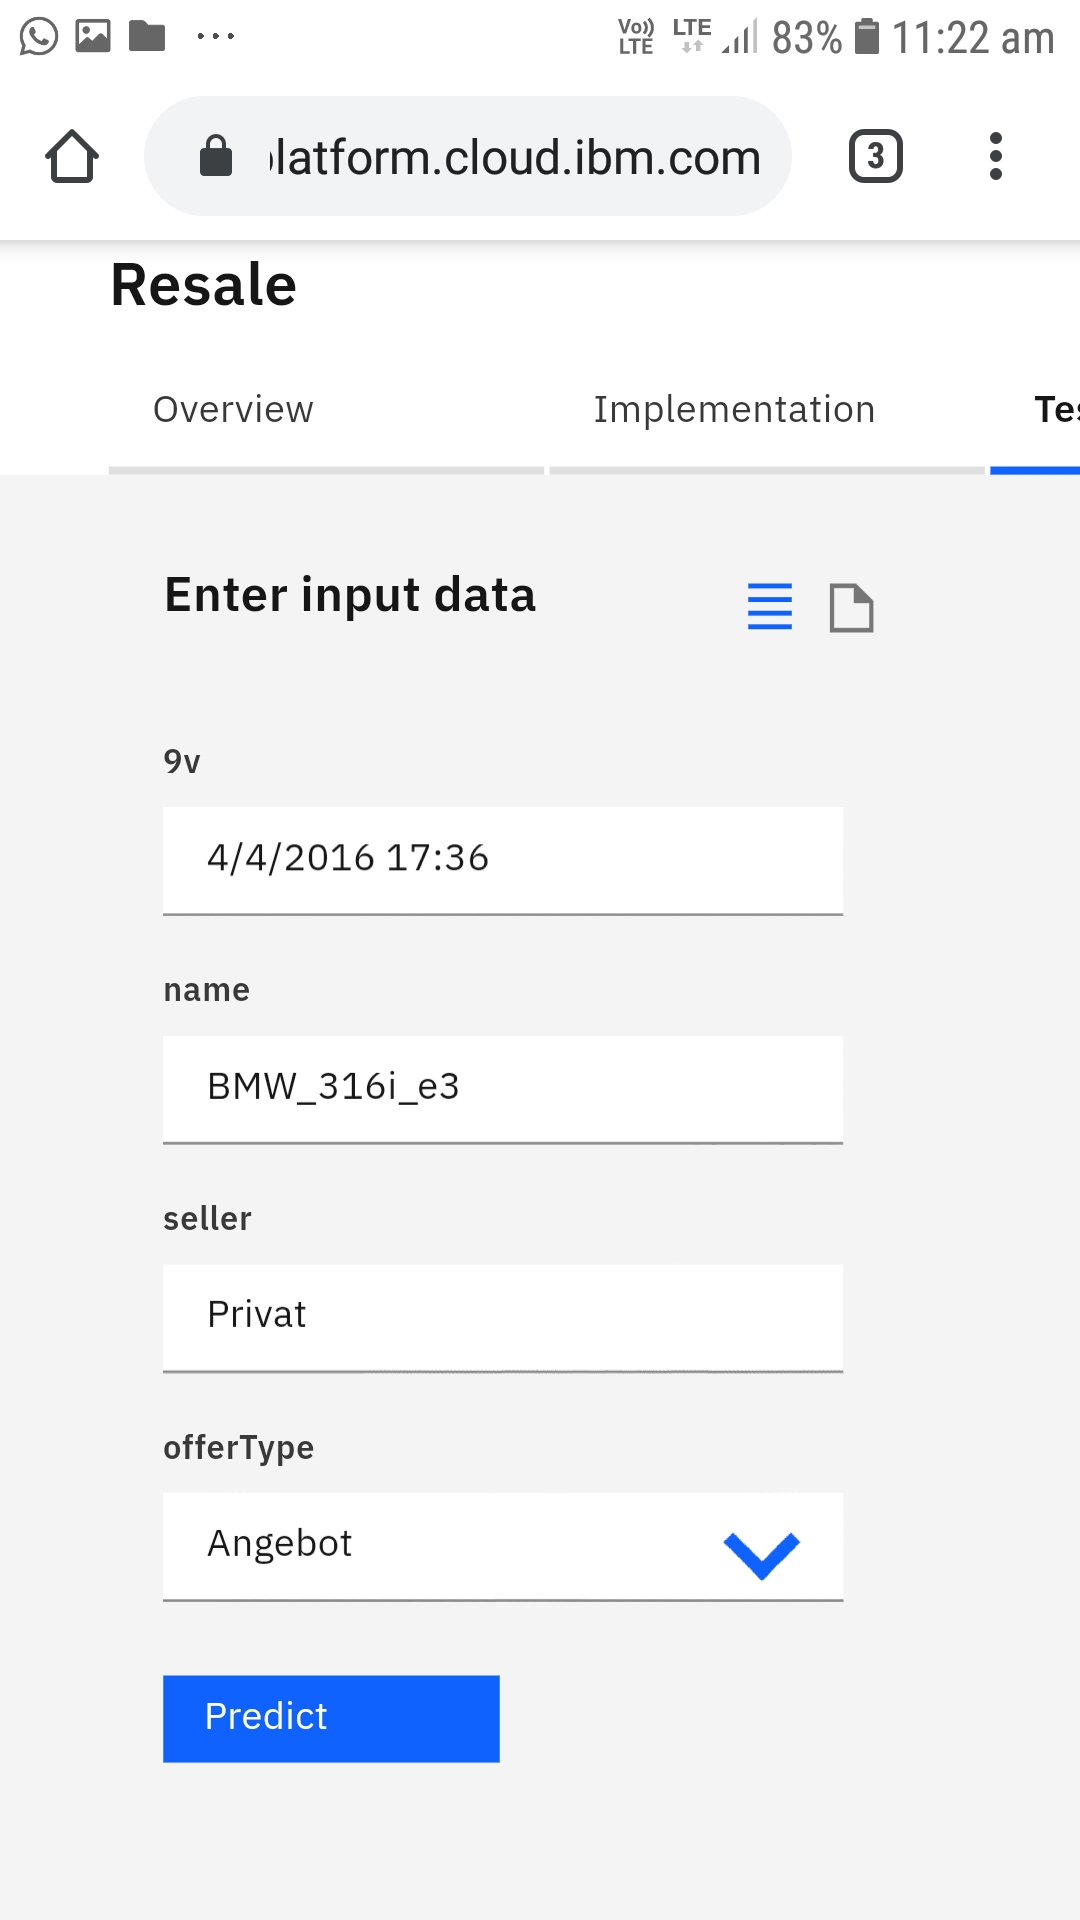 Vo)) LTE LTE 83% 11:22 am
latform.cloud.ibm.com 3
Resale
Overview Implementation Tes
Enter input data
9v
4/4/2016 17:36
name
BMW_316i_e3
seller
Privat
offerType
Angebot
Predict